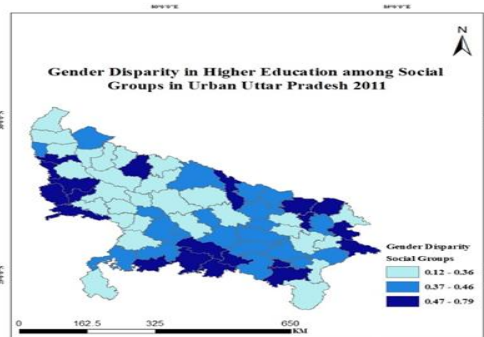 N
Gender Disparity in Higher Education among Social
Groups in Urban Uttar Pradesh 2011
Gender Disparity
Social Groups
0.12 - 0.36
0.37 - 0.46
0.47 - 0.79
0 162.5 325 650
KM